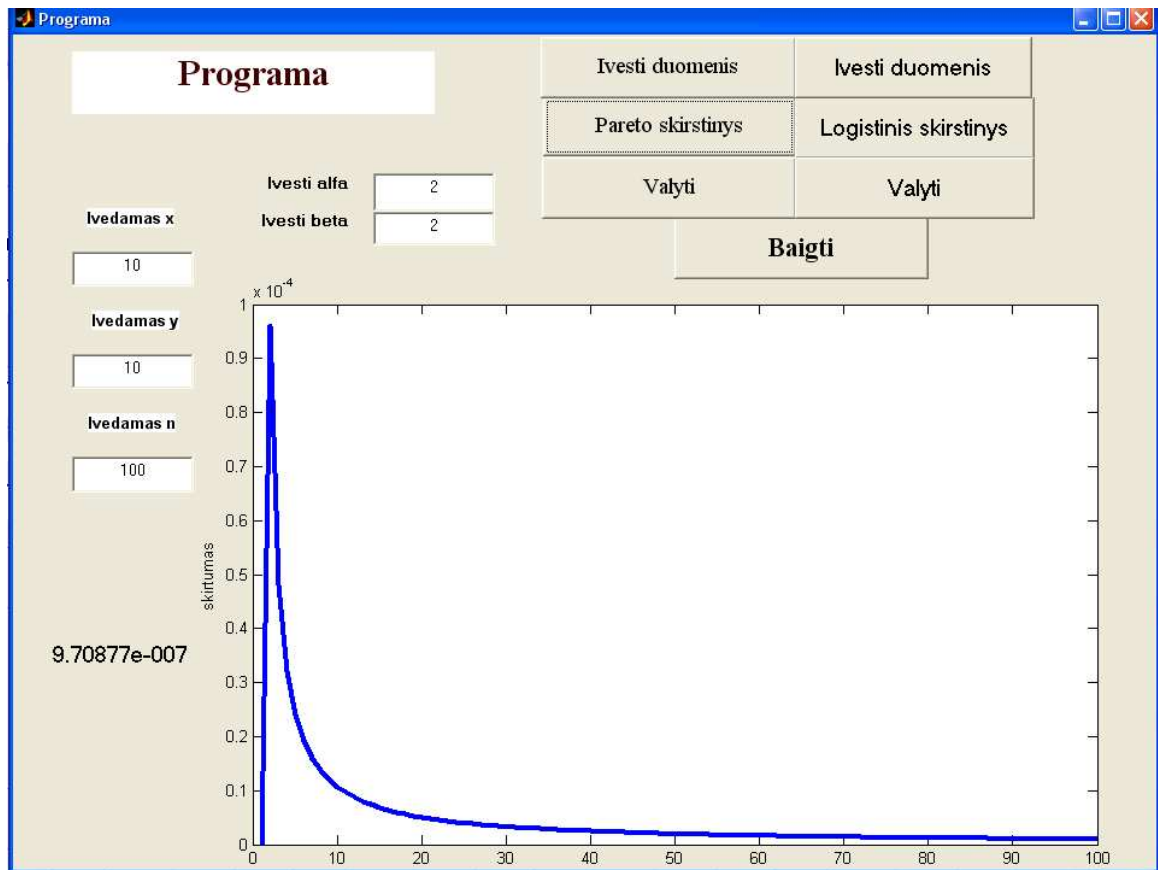 Programa
Programa
Ivesti duomenis
Ivesti duomenis
Pareto skirstinys
Logistinis skirstinys
Valyti
Valyti
Baigti
Ivesti alfa
2
Ivesti beta
2
Ivedamas x
10
Ivedamas y
10
Ivedamas n
100
9.70877e-007
x 10^-4
1
0.9
0.8
0.7
0.6
0.5
0.4
0.3
0.2
0.1
0
skirtumas
0 10 20 30 40 50 60 70 80 90 100